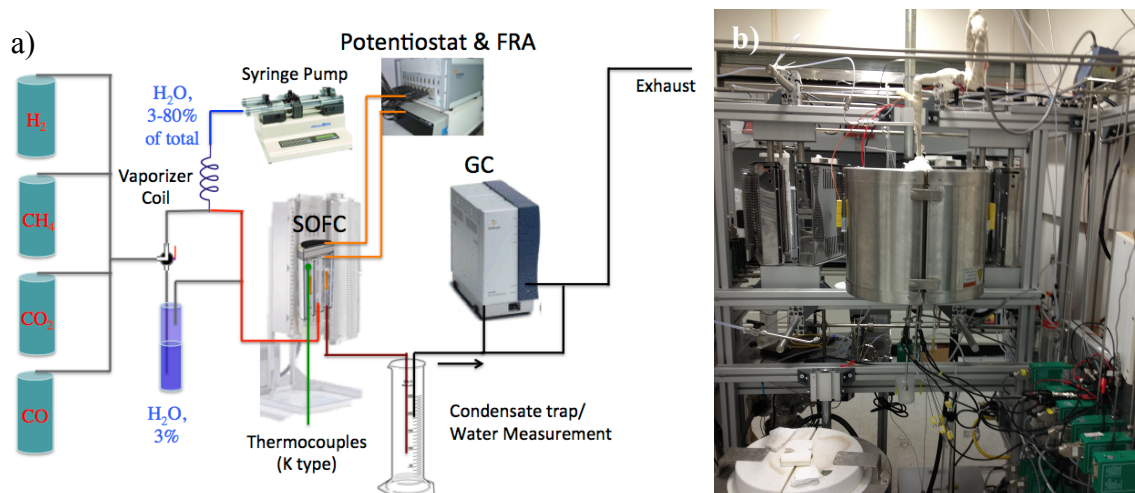 a)
Potentiostat & FRA
b)
Syringe Pump
Exhaust
H₂O,
3-80%
of total
H₂
Vaporizer
Coil
GC
CH₄
SOFC
CO₂
CO
H₂O,
3%
Thermocouples
(K type)
Condensate trap/
Water Measurement